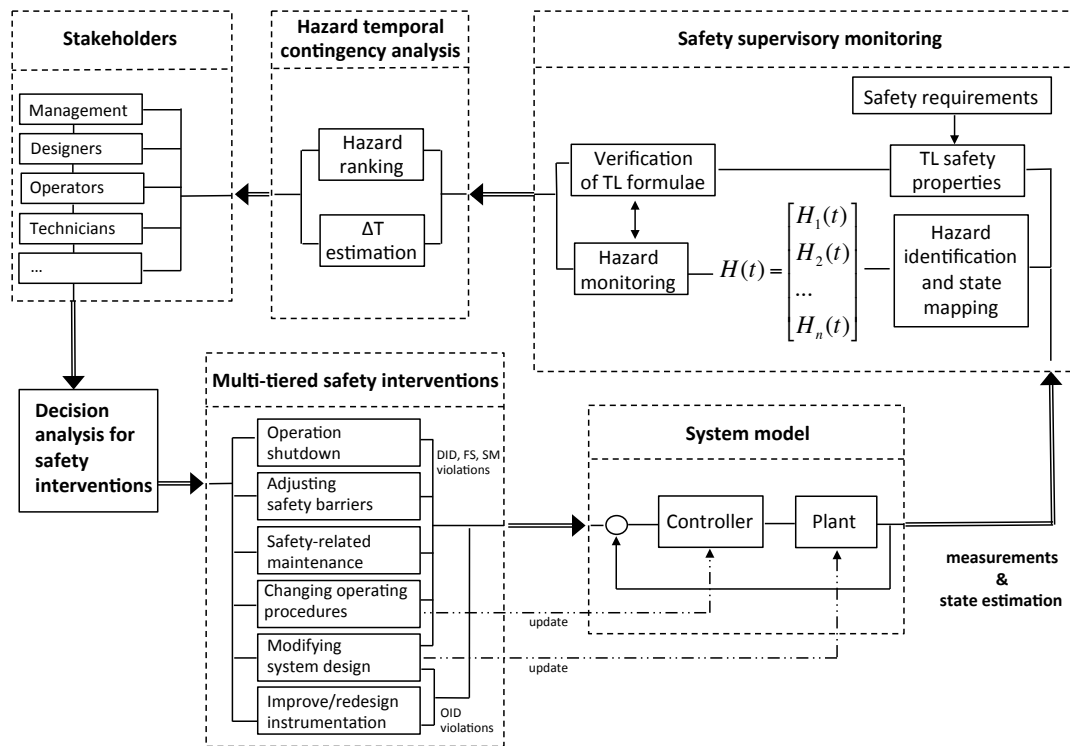 Stakeholders
Management
Designers
Operators
Technicians
...
Hazard temporal
contingency analysis
Hazard
ranking
ΔT
estimation
Safety supervisory monitoring
Safety requirements
Verification
of TL formulae
TL safety
properties
Hazard
monitoring
H(t) =
H₁(t)
H₂(t)
...
Hₙ(t)
Hazard
identification
and state
mapping
Decision
analysis for
safety
interventions
Multi-tiered safety interventions
Operation
shutdown
Adjusting
safety barriers
Safety-related
maintenance
Changing operating
procedures
Modifying
system design
Improve/redesign
instrumentation
DID, FS, SM
violations
OID
violations
update
update
System model
Controller
Plant
measurements
&
state estimation